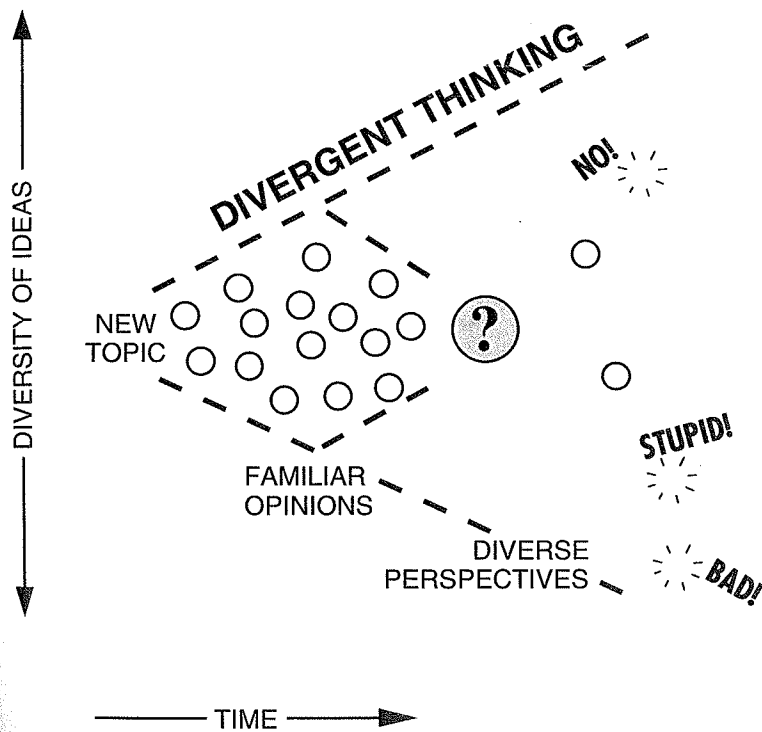 DIVERSITY OF IDEAS
DIVERGENT THINKING
NO!
NEW
TOPIC
?
STUPID!
FAMILIAR
OPINIONS
DIVERSE
PERSPECTIVES
BAD!
TIME